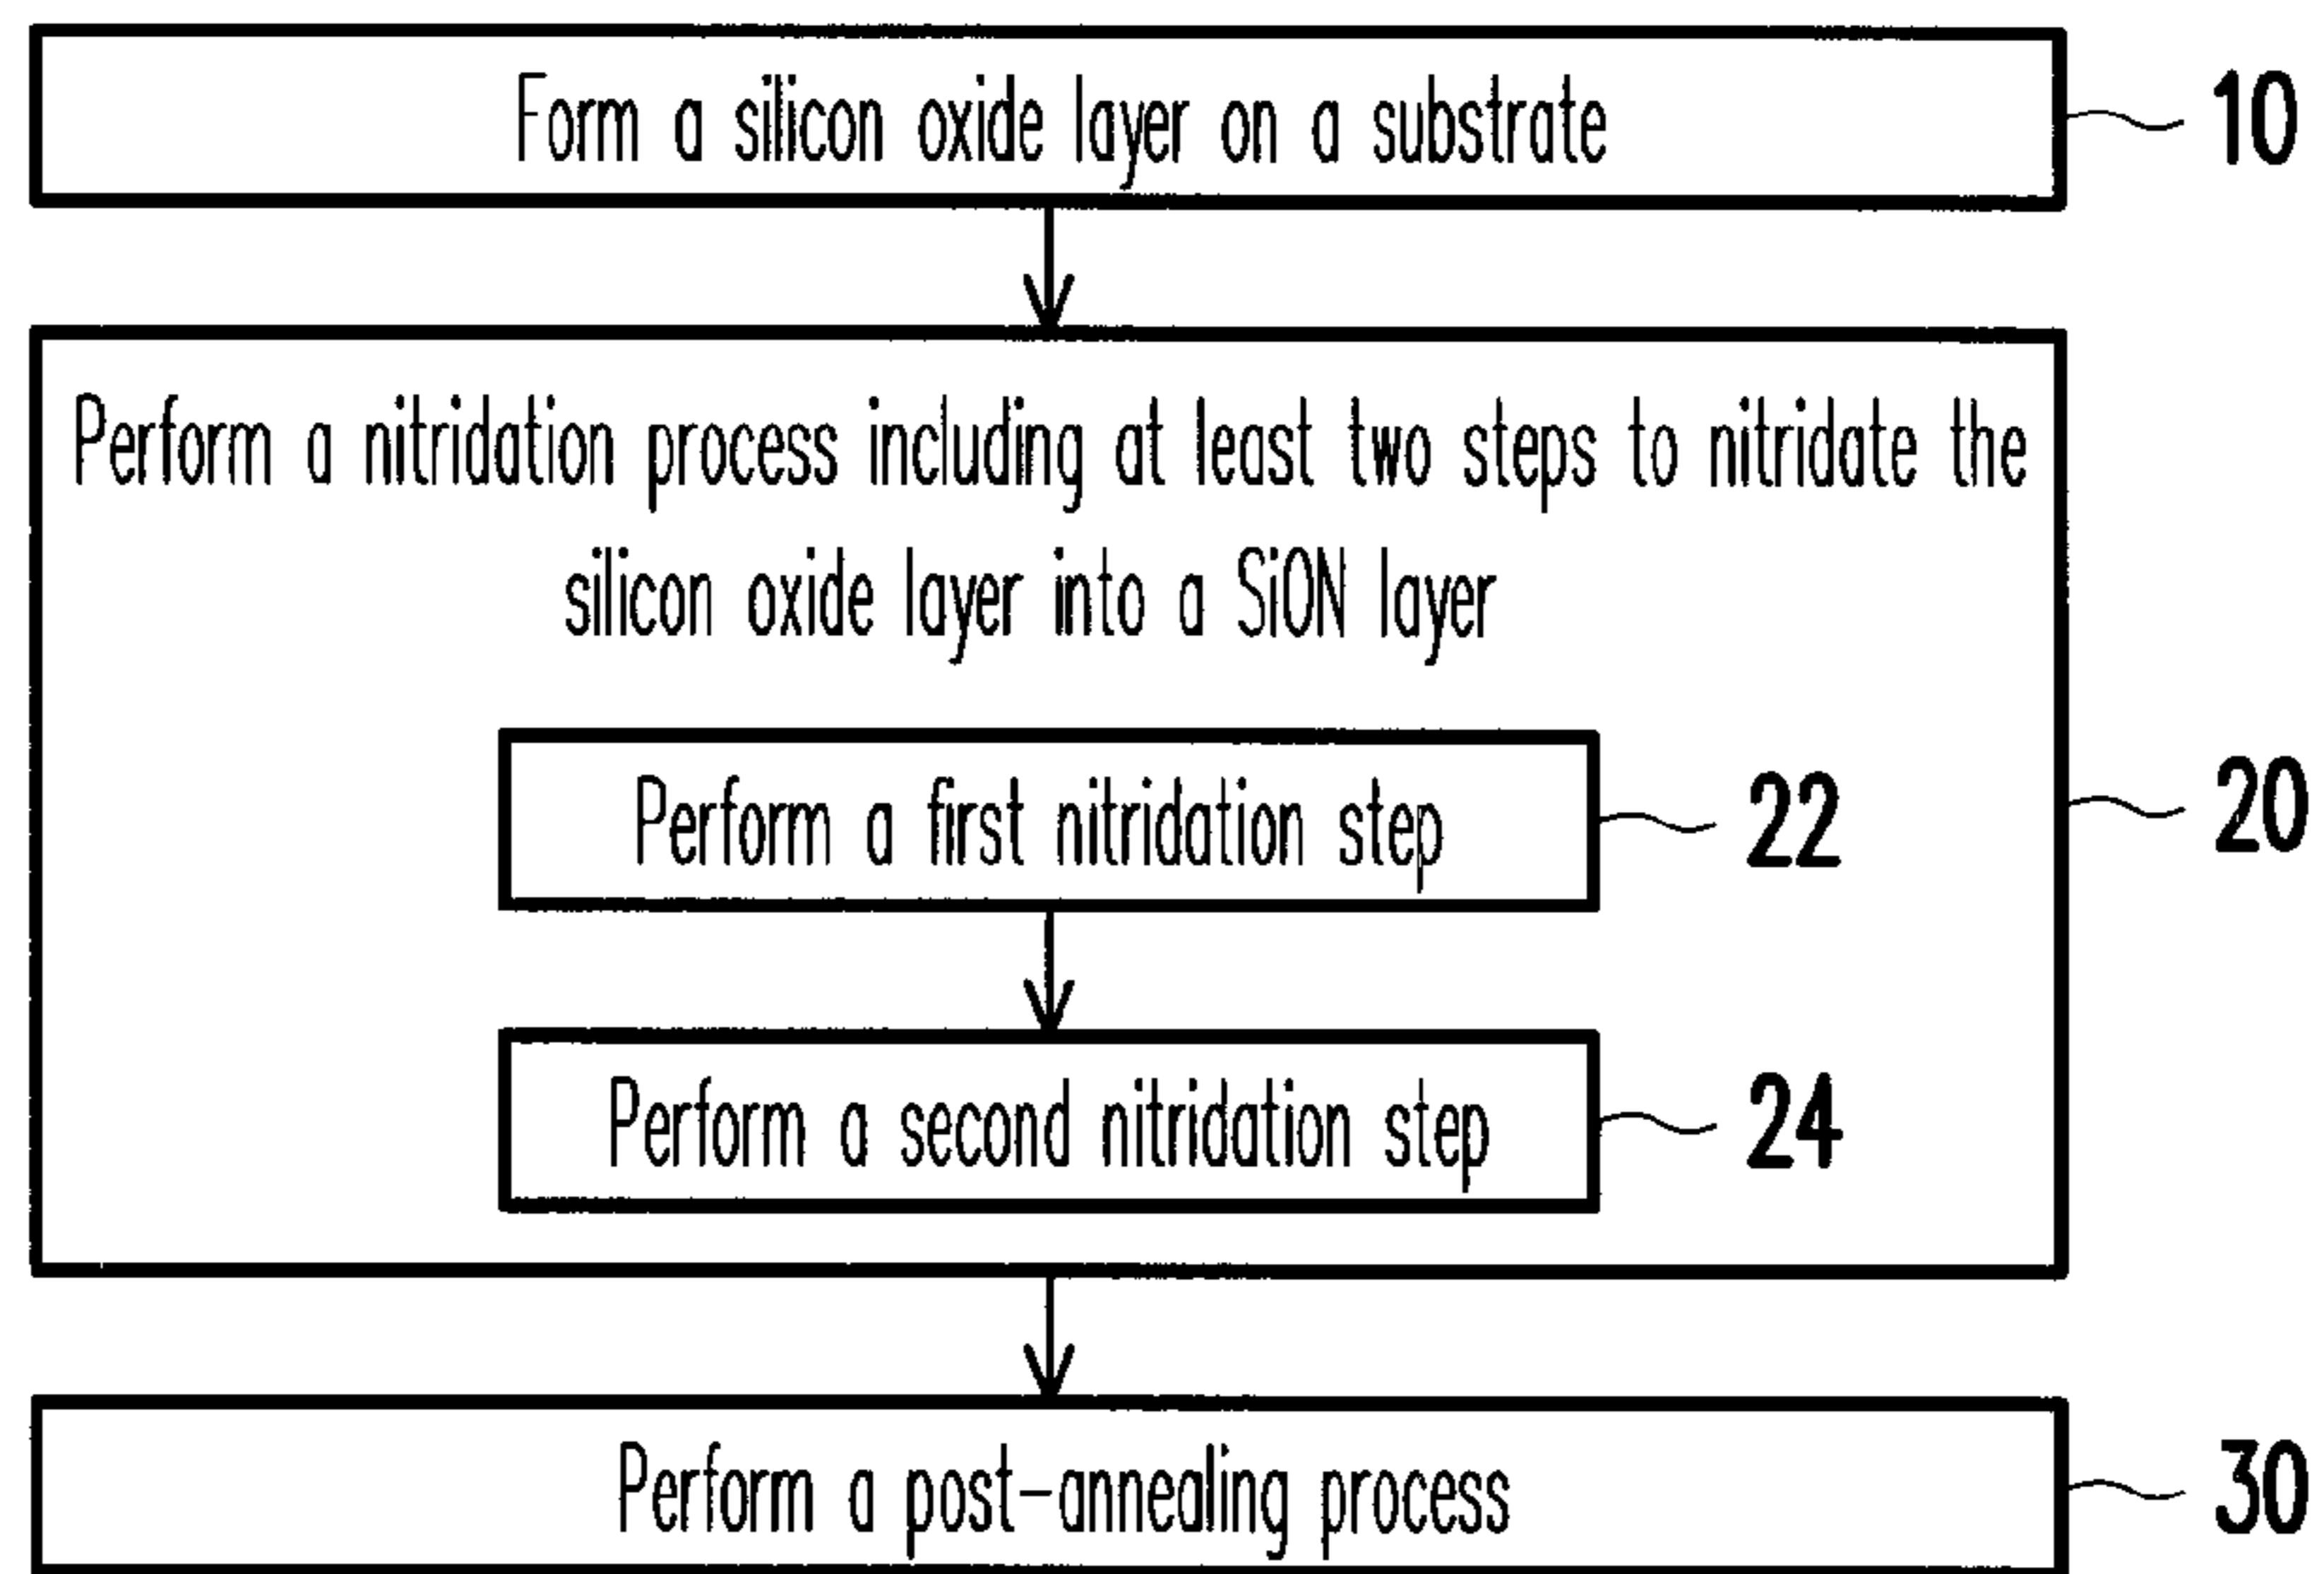 Form a silicon oxide layer on a substrate
10
Perform a nitridation process including at least two steps to nitridate the
silicon oxide layer into a SiON layer
20
Perform a first nitridation step
22
Perform a second nitridation step
24
Perform a post-annealing process
30